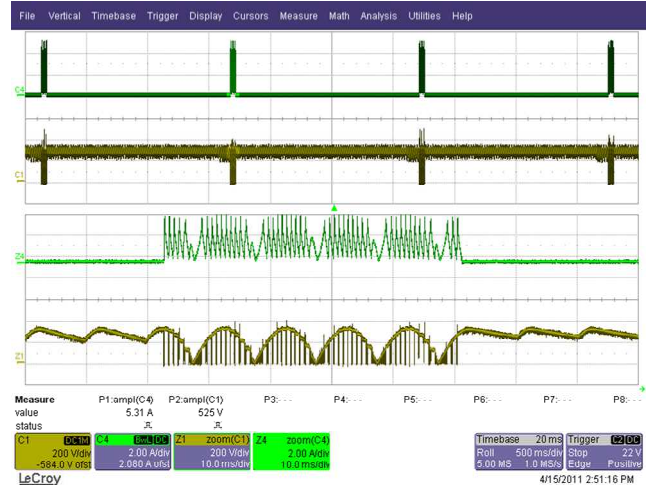 File Vertical Timebase Trigger Display Cursors Measure Math Analysis Utilities Help
C4
C1
Z4
Z1
Measure P1:ampl(C4) P2:ampl(C1) P3:- - - P4:- - - P5:- - - P6:- - - P7:- - - P8:- - -
value 5.31 A 525 V
status
C1 DC1M C4 BwL DC Z1 zoom(C1) Z4 zoom(C4) Timebase 20 ms Trigger C2 DC
200 V/div 2.00 A/div 200 V/div 2.00 A/div Roll 500 ms/div Stop 22 V
-584.0 V ofst 2.080 A ofst 10.0 ms/div 10.0 ms/div 5.00 MS 1.0 MS/s Edge Positive
LeCroy 4/15/2011 2:51:16 PM